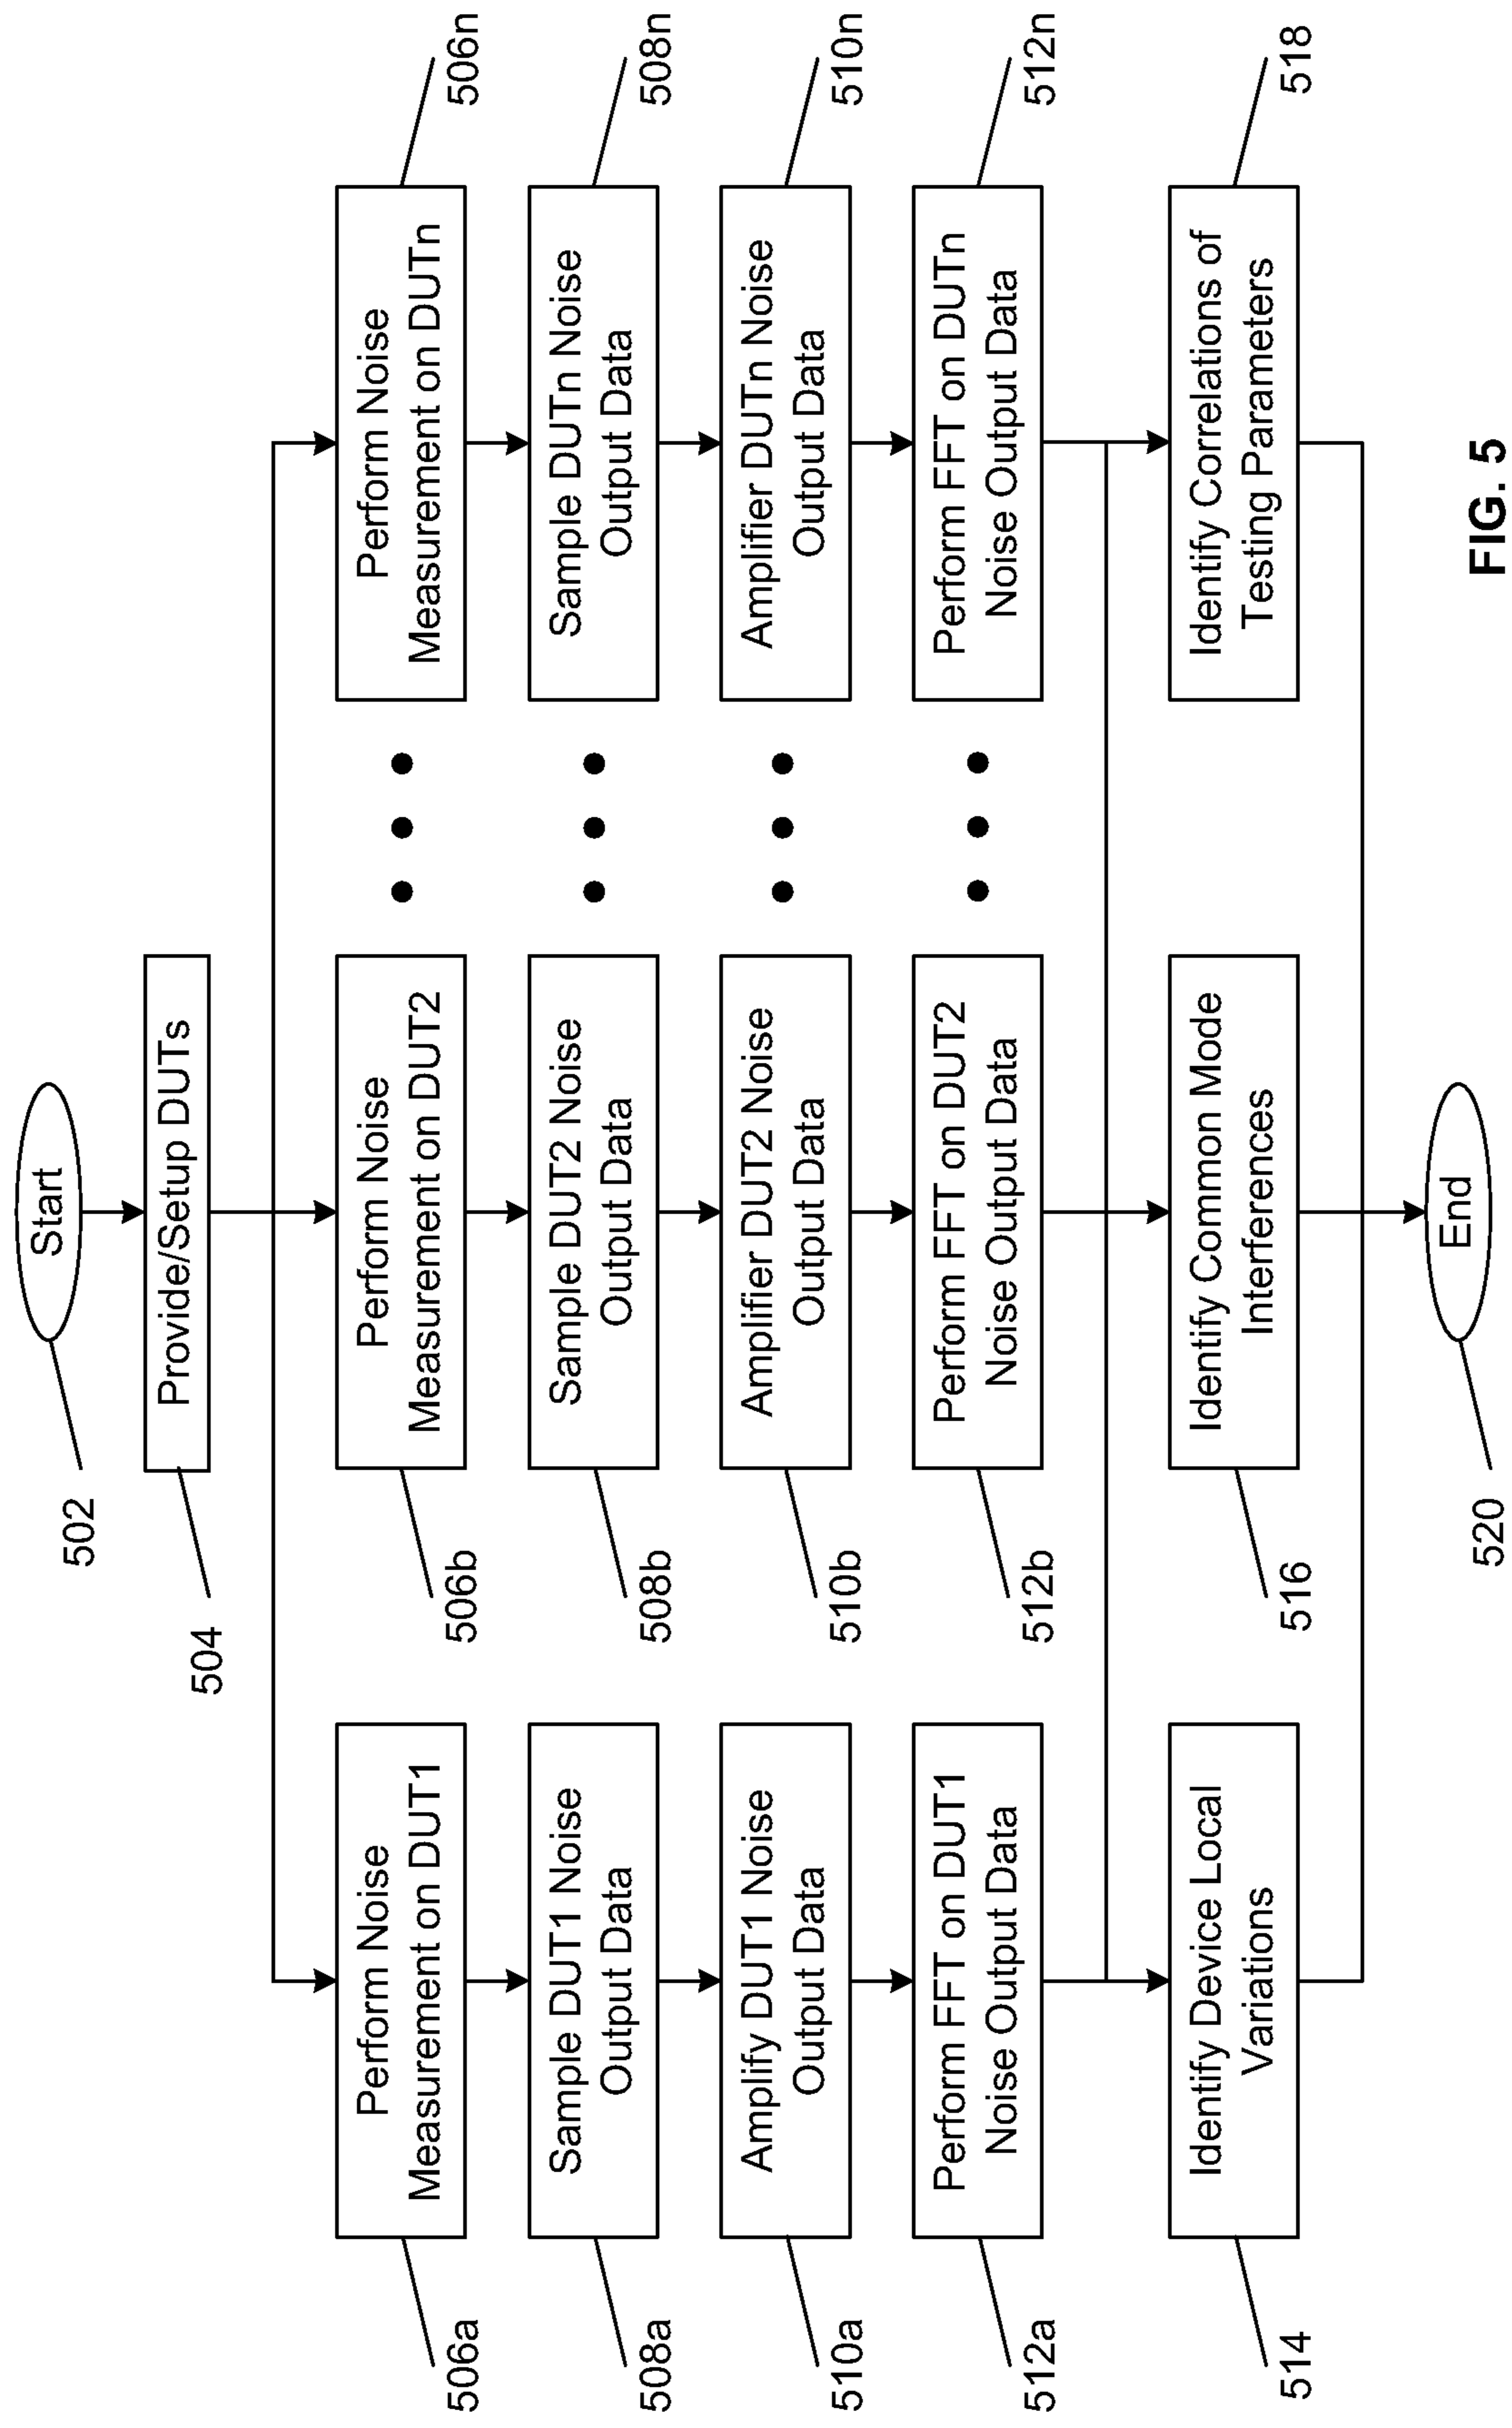 Start
502
Provide/Setup DUTs
504
Perform Noise
Measurement on DUT1
506a
Perform Noise
Measurement on DUT2
506b
Perform Noise
Measurement on DUTn
506n
Sample DUT1 Noise
Output Data
508a
Sample DUT2 Noise
Output Data
508b
Sample DUTn Noise
Output Data
508n
Amplify DUT1 Noise
Output Data
510a
Amplifier DUT2 Noise
Output Data
510b
Amplifier DUTn Noise
Output Data
510n
Perform FFT on DUT1
Noise Output Data
512a
Perform FFT on DUT2
Noise Output Data
512b
Perform FFT on DUTn
Noise Output Data
512n
Identify Device Local
Variations
514
Identify Common Mode
Interferences
516
Identify Correlations of
Testing Parameters
518
End
520
FIG. 5